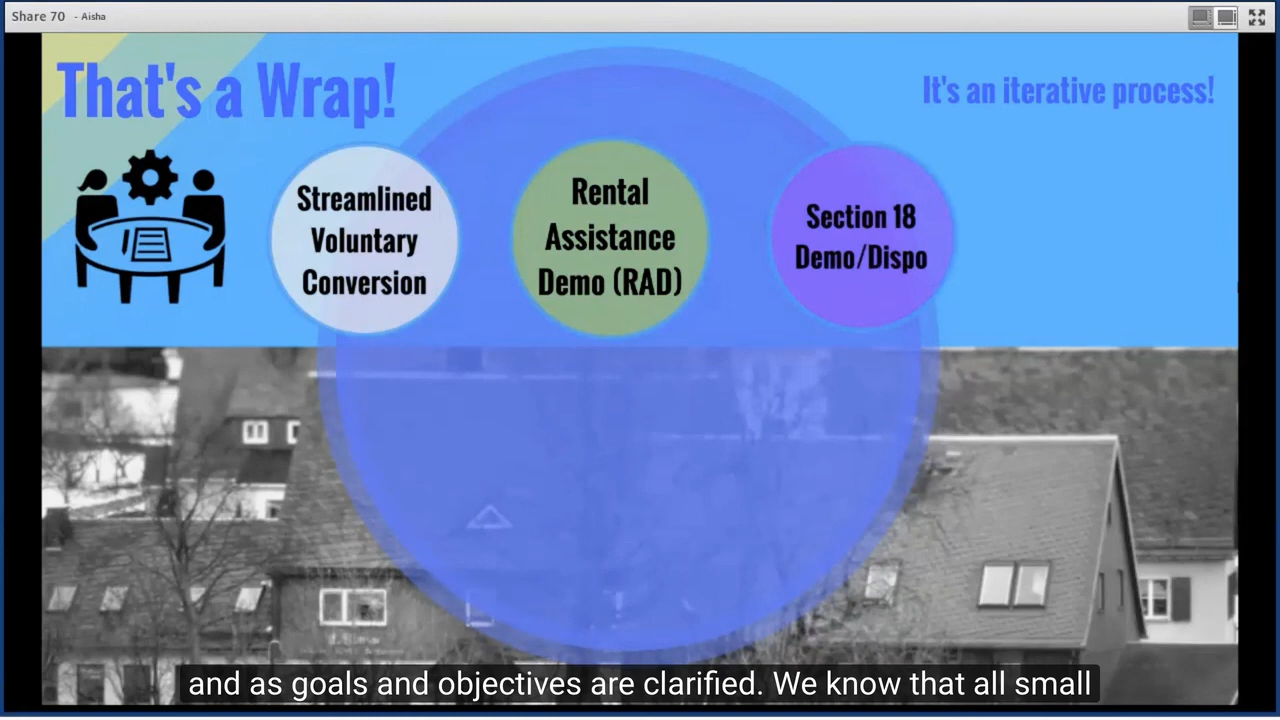 Share 70 - Aisha
That's a Wrap!
It's an iterative process!
Streamlined
Voluntary
Conversion
Rental
Assistance
Demo (RAD)
Section 18
Demo/Dispo
and as goals and objectives are clarified. We know that all small